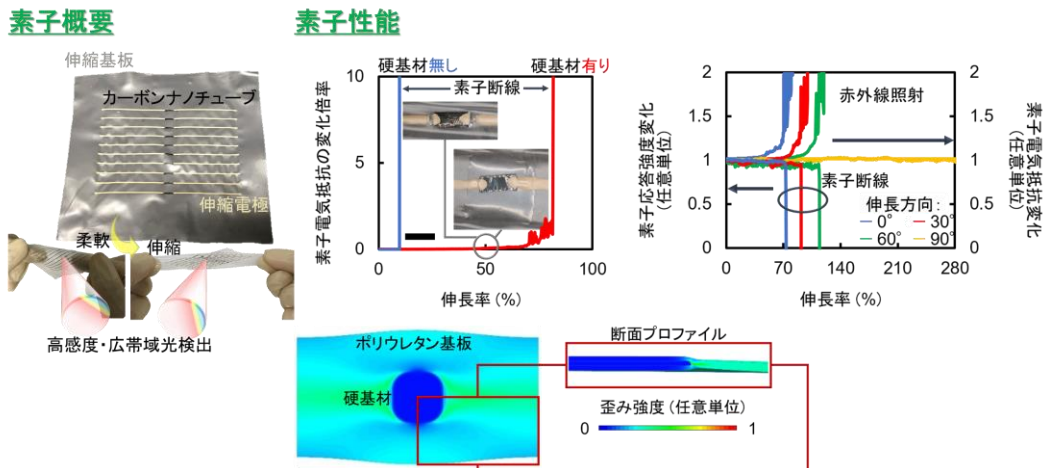 素子概要
伸縮基板
カーボンナノチューブ
伸縮電極
柔軟
伸縮
高感度・広帯域光検出
素子性能
硬基材無し
硬基材有り
素子断線
素子電気抵抗の変化倍率
10
5
0
0
50
100
伸長率(%)
素子応答強度変化
(任意単位)
2
1.5
1
0.5
0
赤外線照射
素子断線
伸長方向:
0° 30°
60° 90°
2
1.5
1
0.5
0
素子電気抵抗変化
(任意単位)
0
70
140
210
280
伸長率(%)
ポリウレタン基板
硬基材
断面プロファイル
歪み強度(任意単位)
0
1